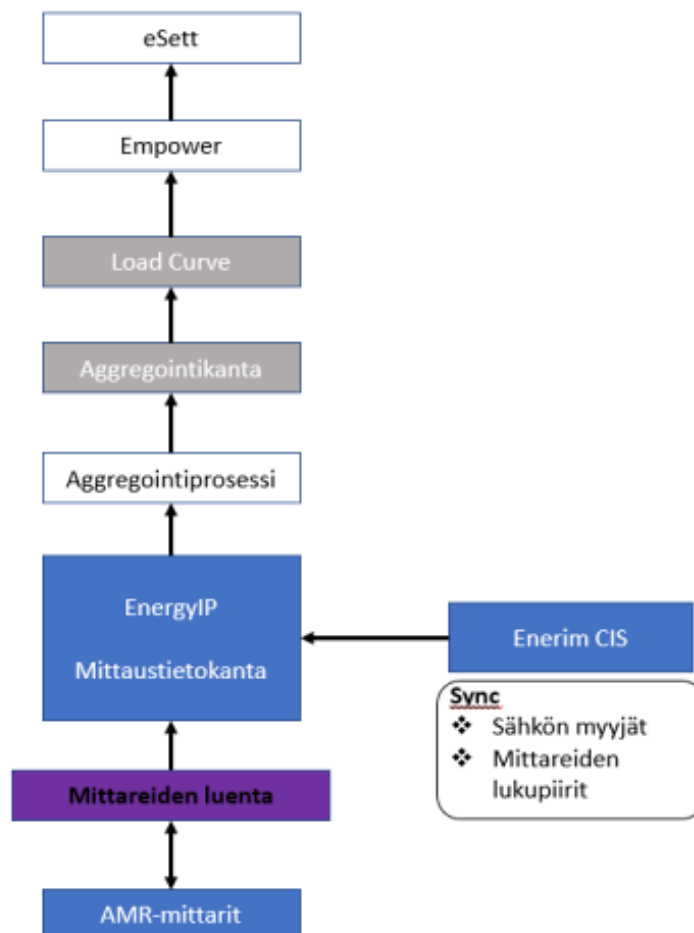 eSett
Empower
Load Curve
Aggregointikanta
Aggregointiprosessi
EnergyIP
Mittaustietokanta
Enerim CIS
Sync
❖ Sähkön myyjät
❖ Mittareiden
lukupiirit
Mittareiden luenta
AMR-mittarit